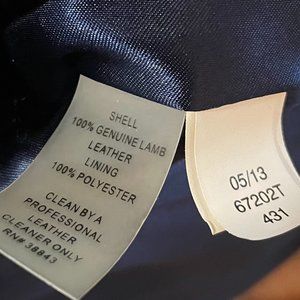 SHELL
100% GENUINE LAMB
LEATHER
LINING
100% POLYESTER
CLEAN BY A
PROFESSIONAL
LEATHER
CLEANER ONLY
RN# 38843
05/13
67202T
431